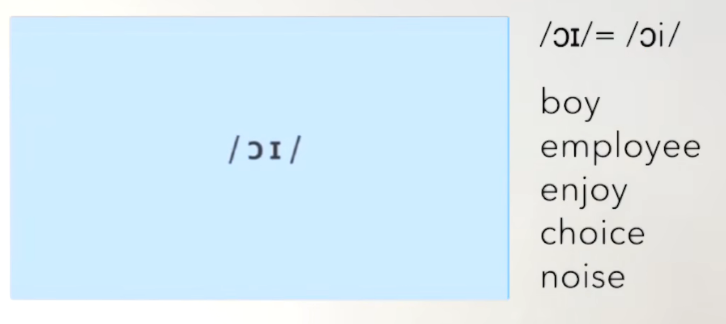 /ɔɪ/
/ɔɪ/= /ɔi/
boy
employee
enjoy
choice
noise